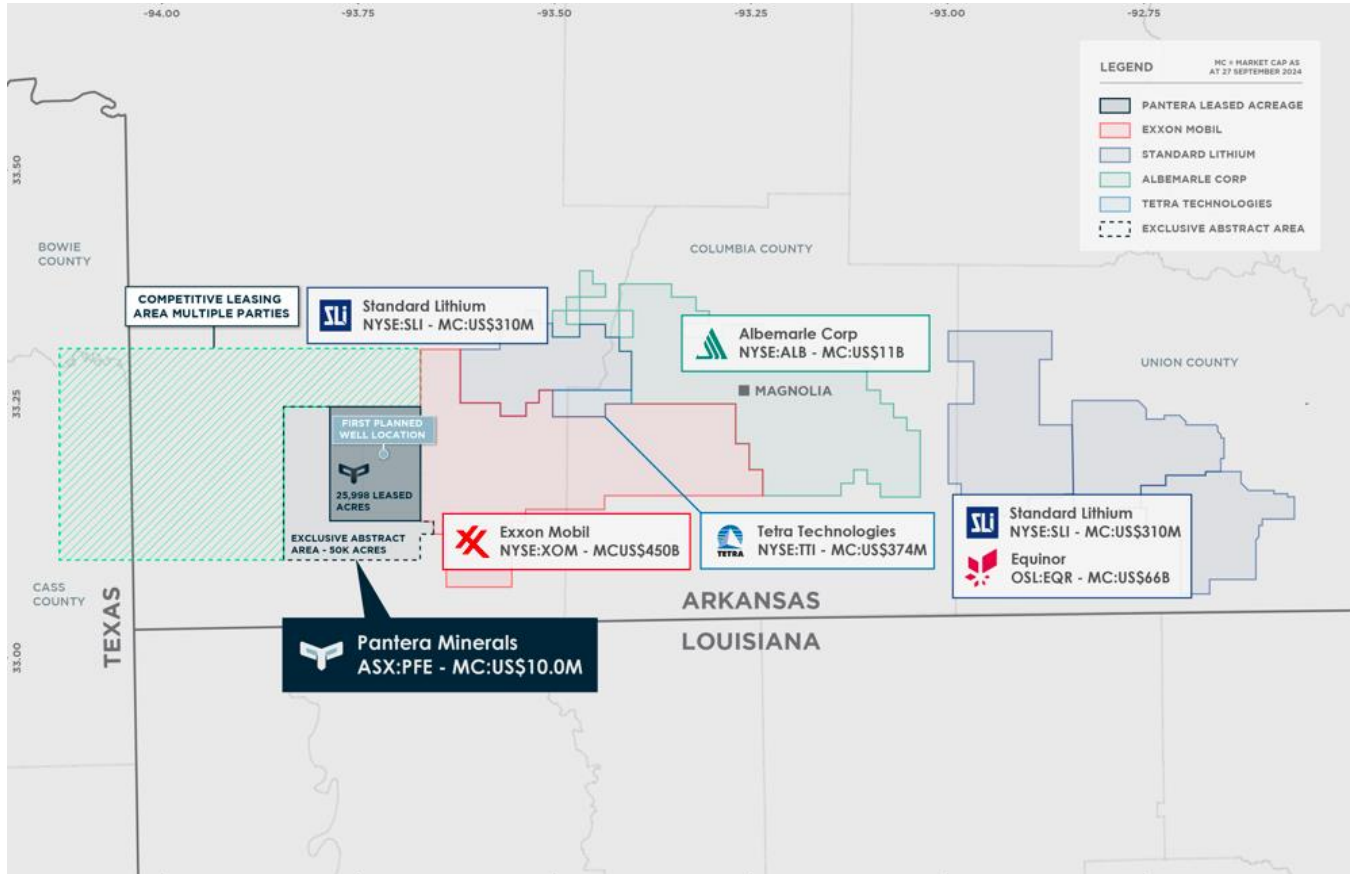 -94.00
-93.75
-93.50
-93.25
-93.00
-92.75
LEGEND
MC = MARKET CAP AS
AT 27 SEPTEMBER 2024
PANTERA LEASED ACREAGE
EXXON MOBIL
STANDARD LITHIUM
ALBEMARLE CORP
TETRA TECHNOLOGIES
EXCLUSIVE ABSTRACT AREA
33.50
BOWIE
COUNTY
COLUMBIA COUNTY
COMPETITIVE LEASING
AREA MULTIPLE PARTIES
SLi
Standard Lithium
NYSE:SLI - MC:US$310M
Albemarle Corp
NYSE:ALB - MC:US$11B
UNION COUNTY
MAGNOLIA
33.25
FIRST PLANNED
WELL LOCATION
25,998 LEASED
ACRES
EXCLUSIVE ABSTRACT
AREA - 50K ACRES
Exxon Mobil
NYSE:XOM - MCUS$450B
TETRA
Tetra Technologies
NYSE:TTI - MC:US$374M
SLi
Standard Lithium
NYSE:SLI - MC:US$310M
Equinor
OSL:EQR - MC:US$66B
CASS
COUNTY
TEXAS
ARKANSAS
LOUISIANA
33.00
Pantera Minerals
ASX:PFE - MC:US$10.0M